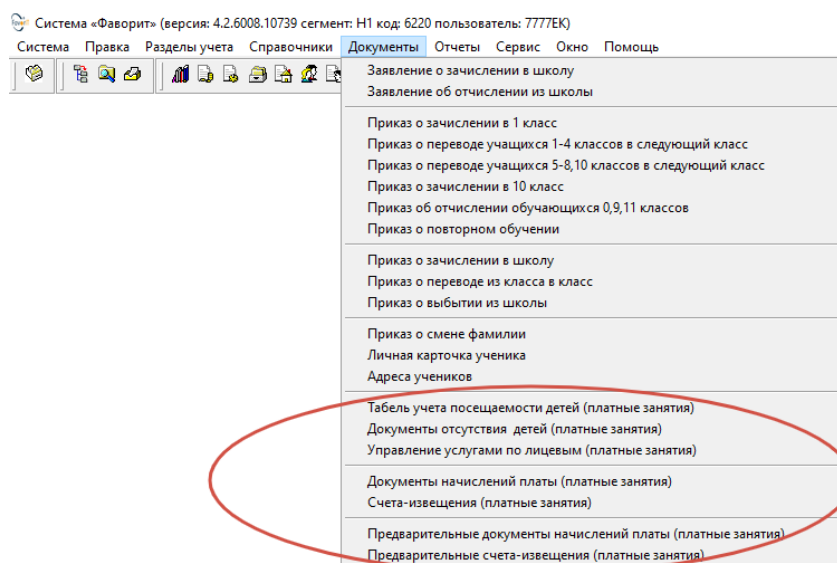 Система «Фаворит» (версия: 4.2.6008.10739 сегмент: H1 код: 6220 пользователь: 7777EK)
Система Правка Разделы учета Справочники Документы Отчеты Сервис Окно Помощь
Заявление о зачислении в школу
Заявление об отчислении из школы
Приказ о зачислении в 1 класс
Приказ о переводе учащихся 1-4 классов в следующий класс
Приказ о переводе учащихся 5-8,10 классов в следующий класс
Приказ о зачислении в 10 класс
Приказ об отчислении обучающихся 0,9,11 классов
Приказ о повторном обучении
Приказ о зачислении в школу
Приказ о переводе из класса в класс
Приказ о выбытии из школы
Приказ о смене фамилии
Личная карточка ученика
Адреса учеников
Табель учета посещаемости детей (платные занятия)
Документы отсутствия детей (платные занятия)
Управление услугами по лицевым (платные занятия)
Документы начислений платы (платные занятия)
Счета-извещения (платные занятия)
Предварительные документы начислений платы (платные занятия)
Предварительные счета-извещения (платные занятия)